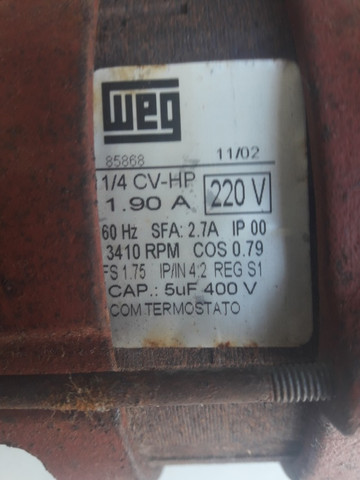 WEG
85868 11/02
1/4 CV-HP
1.90 A 220 V
60 Hz SFA: 2.7A IP 00
3410 RPM COS 0.79
FS 1.75 IP/IN 4.2 REG S1
CAP.: 5uF 400 V
COM TERMOSTATO